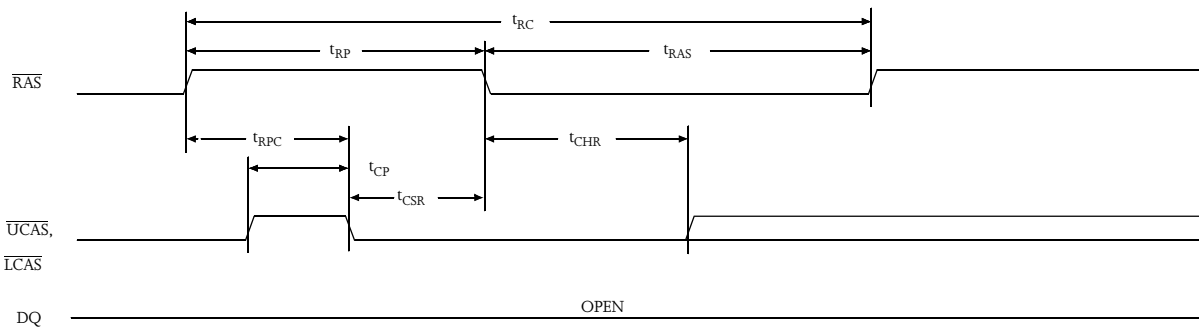 tRC
tRP
tRAS
RAS
tRPC
tCHR
tCP
tCSR
UCAS,
LCAS
OPEN
DQ